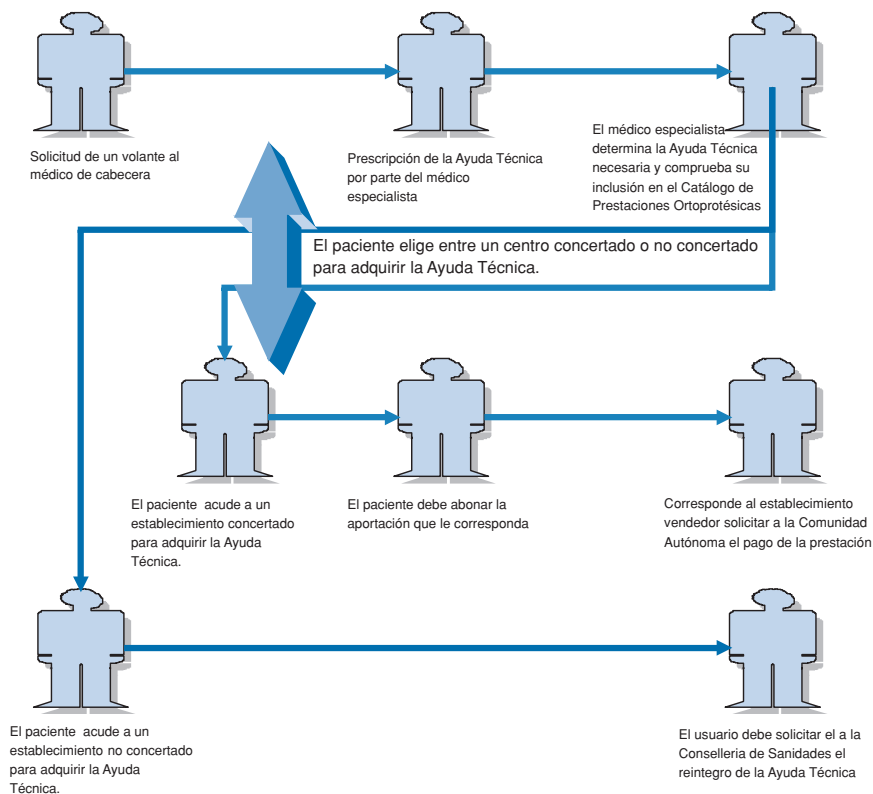 Solicitud de un volante al
médico de cabecera
Prescripción de la Ayuda Técnica
por parte del médico
especialista
El médico especialista
determina la Ayuda Técnica
necesaria y comprueba su
inclusión en el Catálogo de
Prestaciones Ortoprotésicas
El paciente elige entre un centro concertado o no concertado
para adquirir la Ayuda Técnica.
El paciente acude a un
establecimiento concertado
para adquirir la Ayuda
Técnica.
El paciente debe abonar la
aportación que le corresponda
Corresponde al establecimiento
vendedor solicitar a la Comunidad
Autónoma el pago de la prestación
El paciente acude a un
establecimiento no concertado
para adquirir la Ayuda
Técnica.
El usuario debe solicitar el a la
Conselleria de Sanidades el
reintegro de la Ayuda Técnica